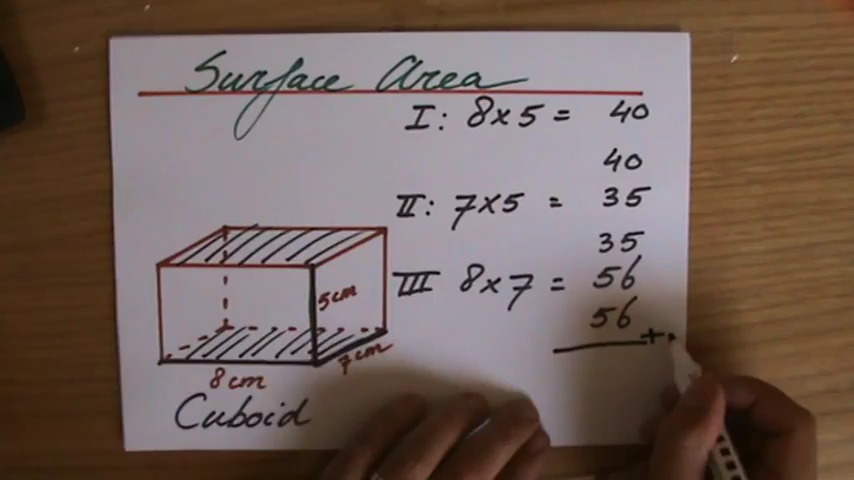 Surface Area
I: 8x5 = 40
40
II: 7x5 = 35
35
III 8x7 = 56
56
+
5cm
7cm
8cm
Cuboid